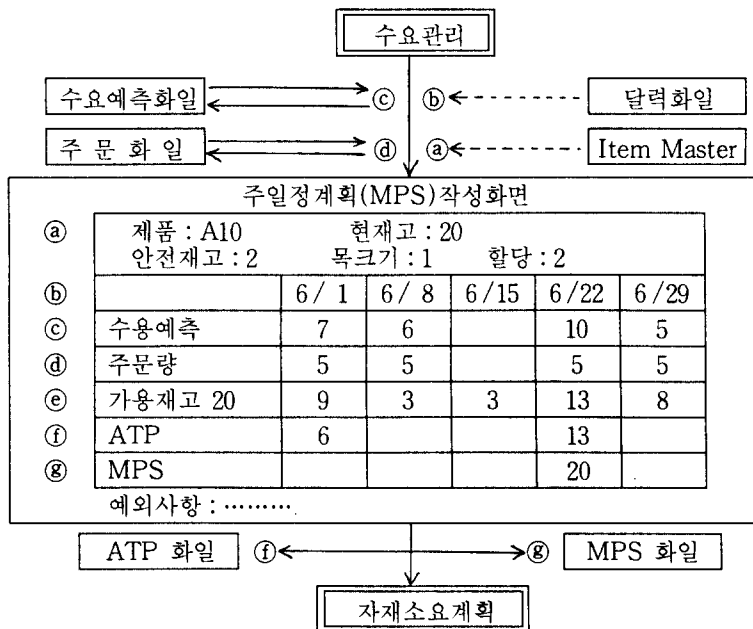 수요관리
수요예측화일 ⓒ ⓑ 달력화일
주 문 화 일 ⓓ ⓐ Item Master
주일정계획(MPS)작성화면
ⓐ 제품 : A10 현재고 : 20
안전재고 : 2 목크기 : 1 할당 : 2
ⓑ 6/ 1 6/ 8 6/15 6/22 6/29
ⓒ 수용예측 7 6 10 5
ⓓ 주문량 5 5 5 5
ⓔ 가용재고 20 9 3 3 13 8
ⓕ ATP 6 13
ⓖ MPS 20
예외사항 : ………
ATP 화일 ⓕ ⓖ MPS 화일
자재소요계획